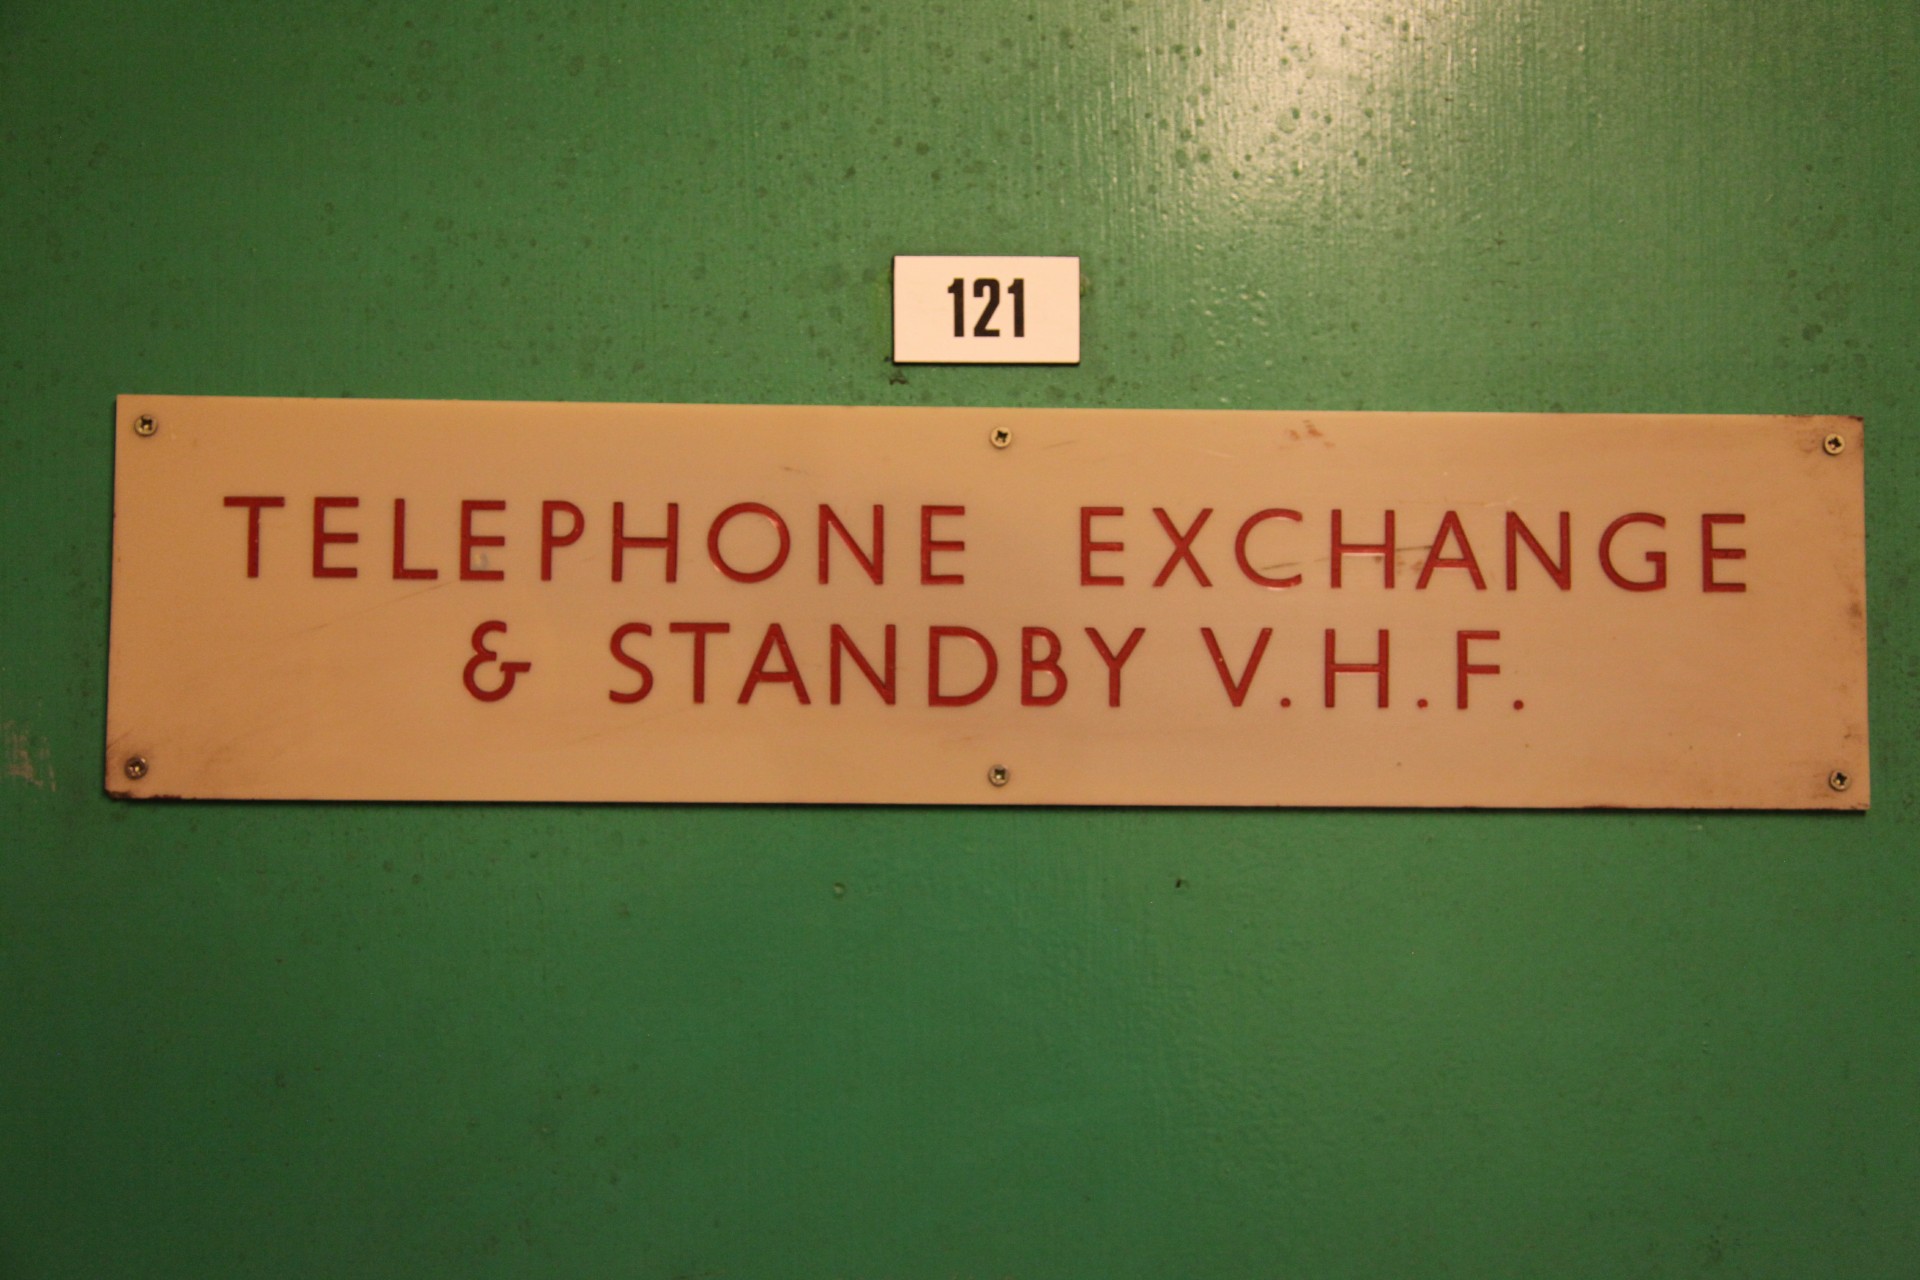 121
TELEPHONE EXCHANGE
& STANDBY V.H.F.